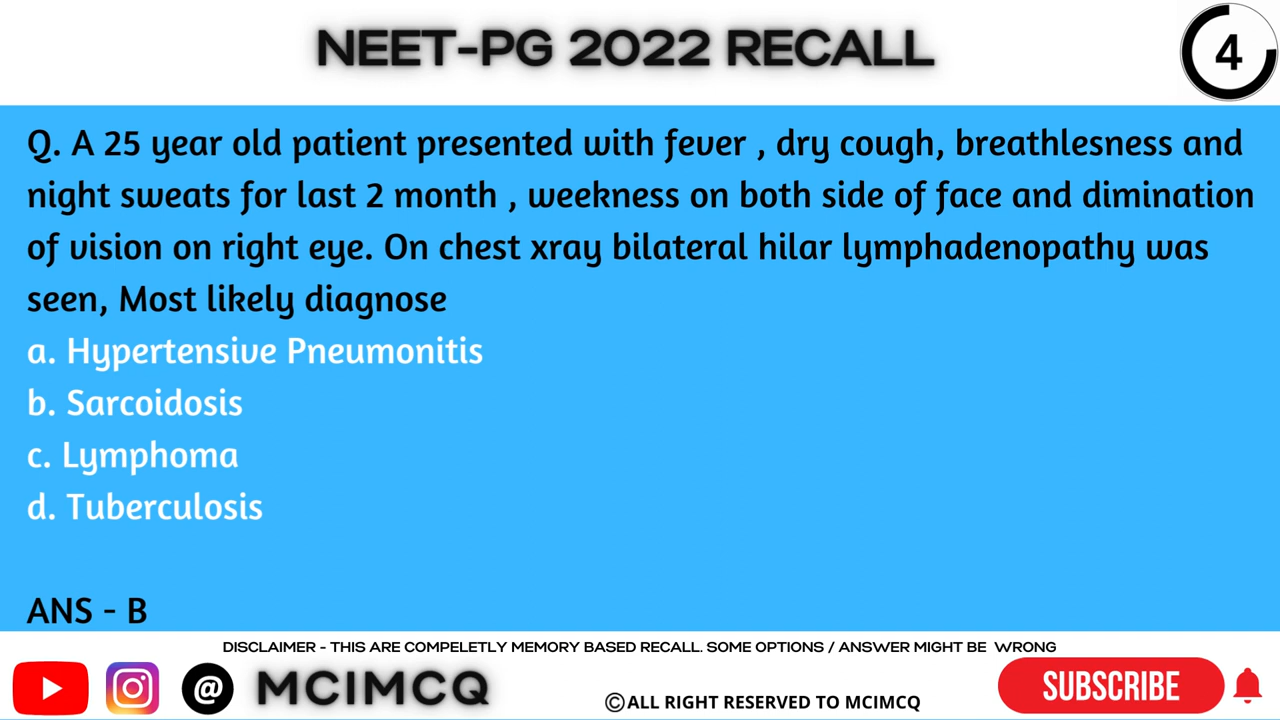 NEET-PG 2022 RECALL
4
Q. A 25 year old patient presented with fever , dry cough, breathlesness and
night sweats for last 2 month , weekness on both side of face and dimination
of vision on right eye. On chest xray bilateral hilar lymphadenopathy was
seen, Most likely diagnose
a. Hypertensive Pneumonitis
b. Sarcoidosis
c. Lymphoma
d. Tuberculosis
ANS - B
DISCLAIMER - THIS ARE COMPELETLY MEMORY BASED RECALL. SOME OPTIONS / ANSWER MIGHT BE WRONG
@ MCIMCQ
©ALL RIGHT RESERVED TO MCIMCQ
SUBSCRIBE